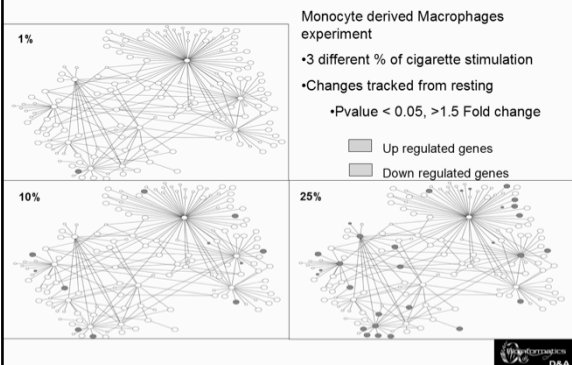 Monocyte derived Macrophages
experiment
•3 different % of cigarette stimulation
•Changes tracked from resting
•Pvalue < 0.05, >1.5 Fold change
Up regulated genes
Down regulated genes
1%
10%
25%
D&A